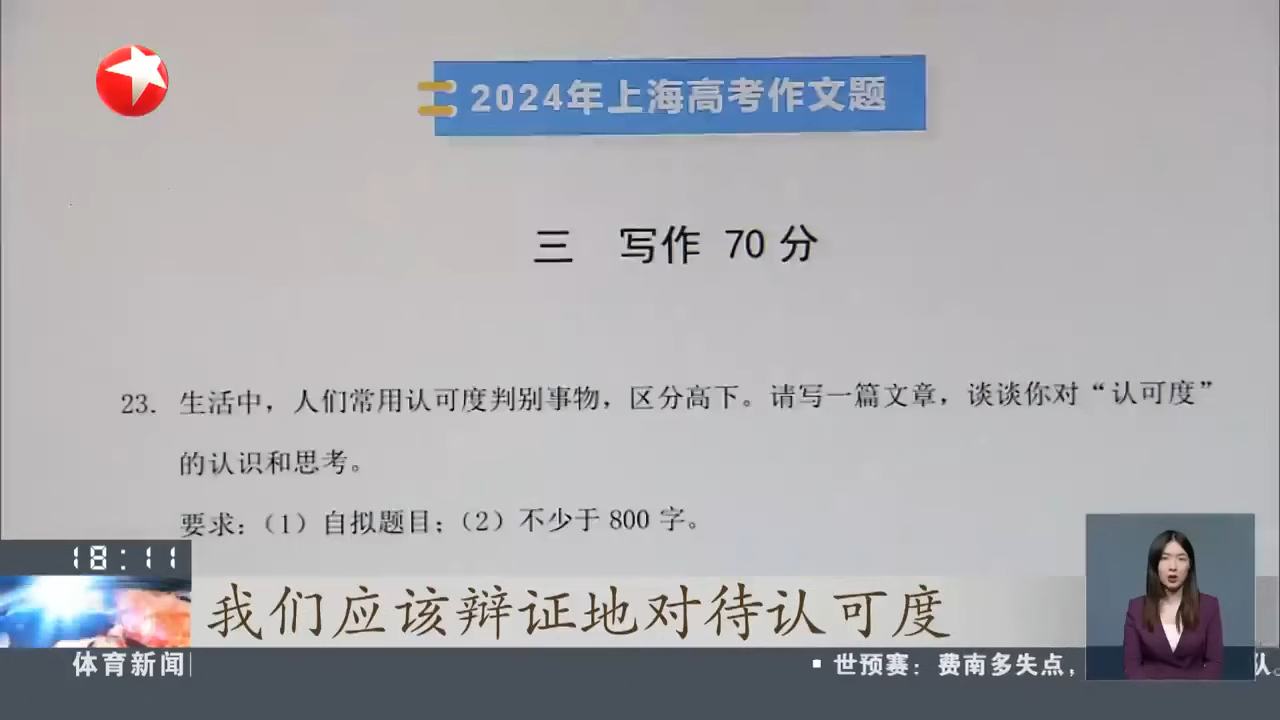 2024年上海高考作文题
三 写作 70 分
23. 生活中，人们常用认可度判别事物，区分高下。请写一篇文章，谈谈你对“认可度”
的认识和思考。
要求：（1）自拟题目；（2）不少于 800 字。
18:11
我们应该辩证地对待认可度
体育新闻
世预赛：费南多失点，
队。